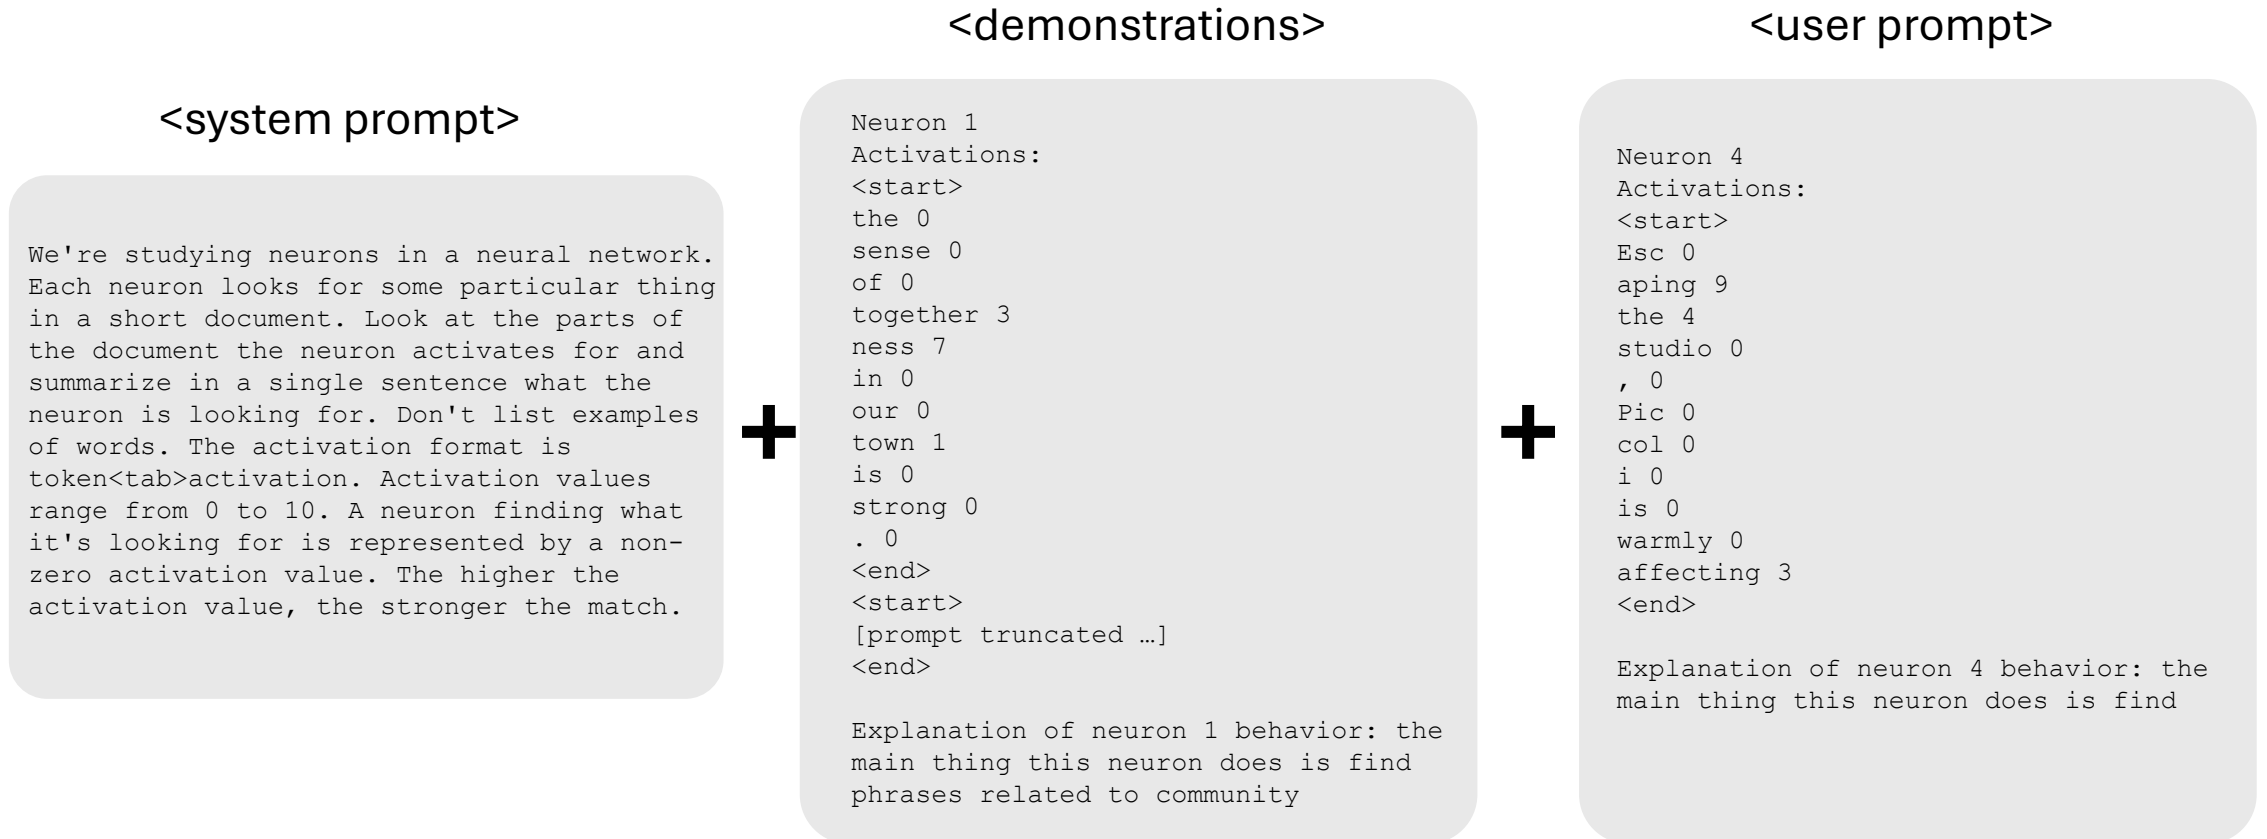 <system prompt>
We're studying neurons in a neural network.
Each neuron looks for some particular thing
in a short document. Look at the parts of
the document the neuron activates for and
summarize in a single sentence what the
neuron is looking for. Don't list examples
of words. The activation format is
token<tab>activation. Activation values
range from 0 to 10. A neuron finding what
it's looking for is represented by a non-
zero activation value. The higher the
activation value, the stronger the match.
+
<demonstrations>
Neuron 1
Activations:
<start>
the 0
sense 0
of 0
together 3
ness 7
in 0
our 0
town 1
is 0
strong 0
. 0
<end>
<start>
[prompt truncated …]
<end>
Explanation of neuron 1 behavior: the
main thing this neuron does is find
phrases related to community
+
<user prompt>
Neuron 4
Activations:
<start>
Esc 0
aping 9
the 4
studio 0
, 0
Pic 0
col 0
i 0
is 0
warmly 0
affecting 3
<end>
Explanation of neuron 4 behavior: the
main thing this neuron does is find